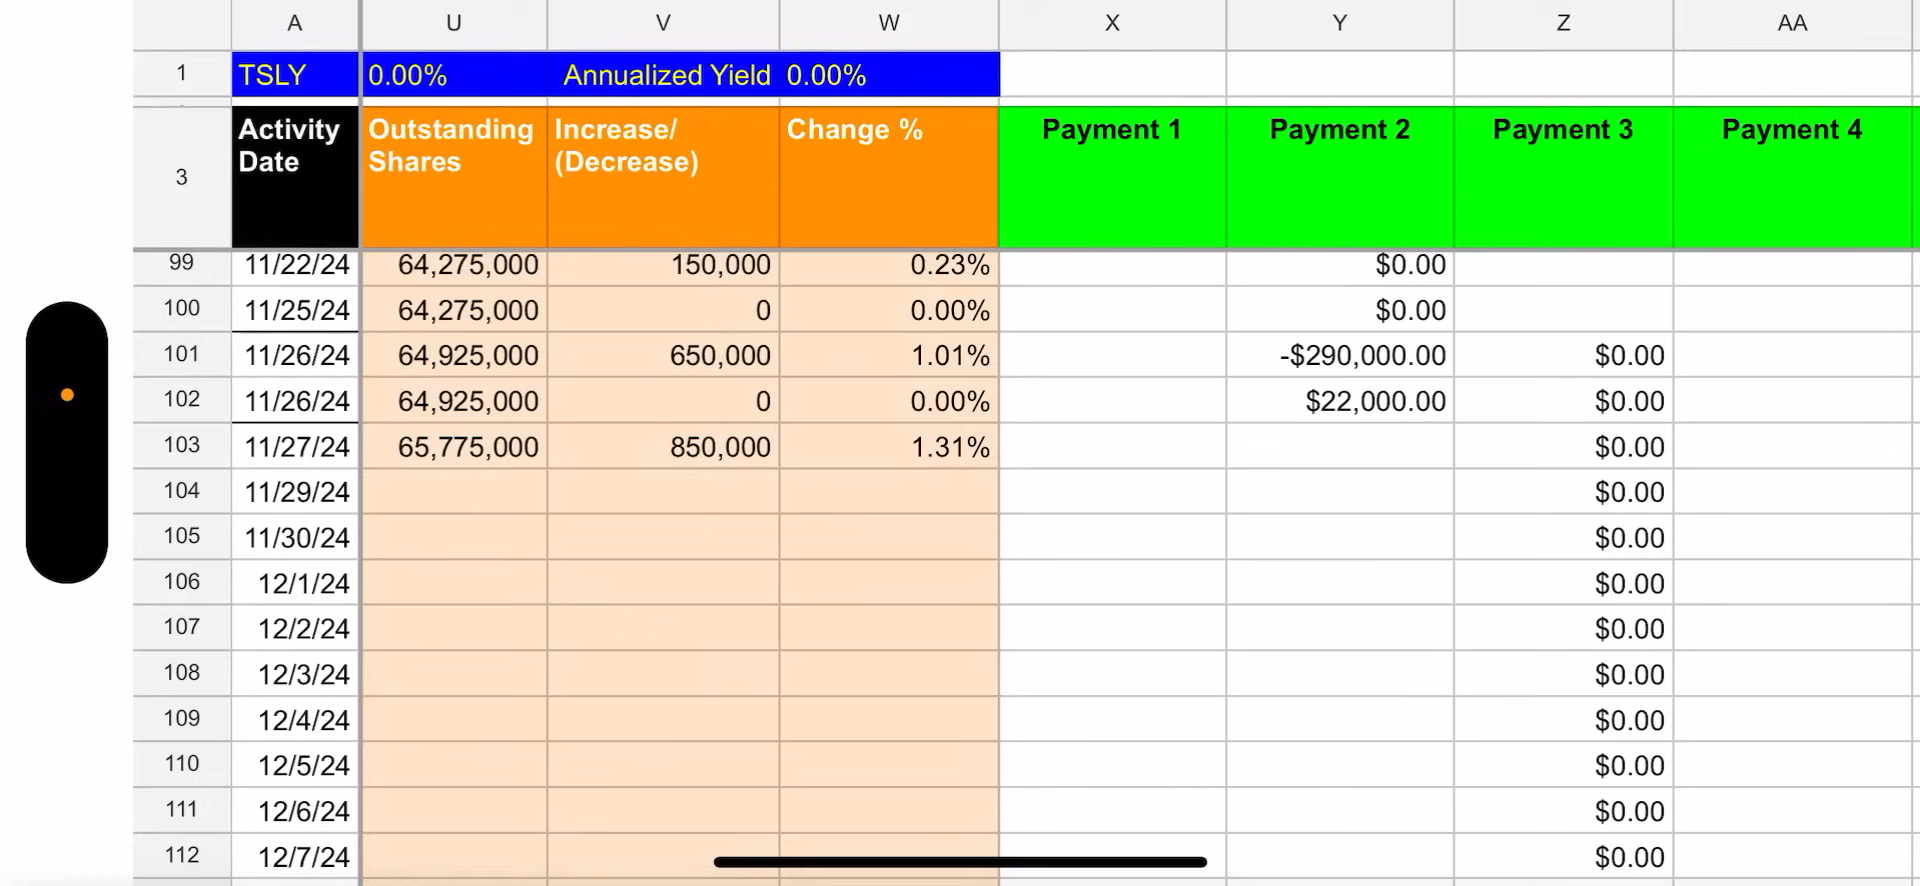 A U V W X Y Z AA
1 TSLY 0.00% Annualized Yield 0.00%
3 Activity Date Outstanding Shares Increase/ (Decrease) Change % Payment 1 Payment 2 Payment 3 Payment 4
99 11/22/24 64,275,000 150,000 0.23% $0.00
100 11/25/24 64,275,000 0 0.00% $0.00
101 11/26/24 64,925,000 650,000 1.01% -$290,000.00 $0.00
102 11/26/24 64,925,000 0 0.00% $22,000.00 $0.00
103 11/27/24 65,775,000 850,000 1.31% $0.00
104 11/29/24 $0.00
105 11/30/24 $0.00
106 12/1/24 $0.00
107 12/2/24 $0.00
108 12/3/24 $0.00
109 12/4/24 $0.00
110 12/5/24 $0.00
111 12/6/24 $0.00
112 12/7/24 $0.00